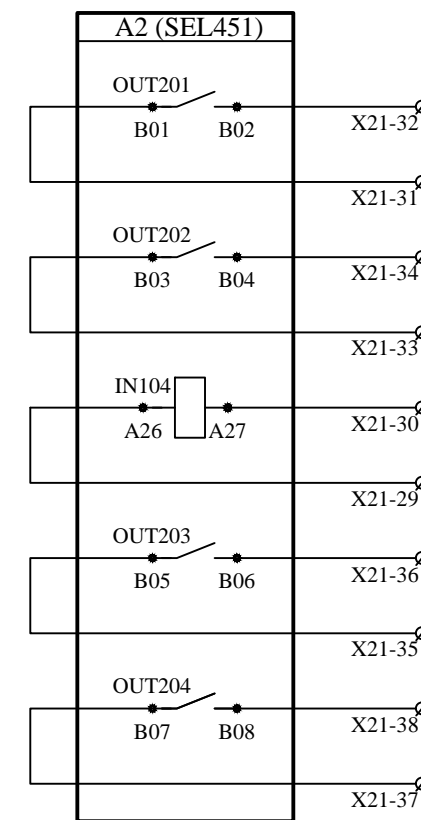 A2 (SEL451)
OUT201
B01 B02 X21-32
X21-31
OUT202
B03 B04 X21-34
X21-33
IN104
A26 A27 X21-30
X21-29
OUT203
B05 B06 X21-36
X21-35
OUT204
B07 B08 X21-38
X21-37